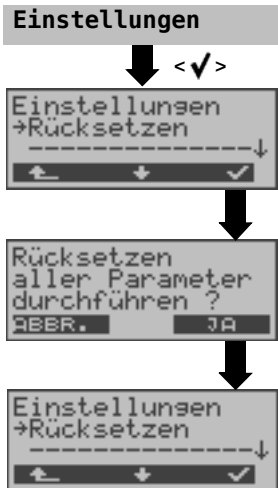 Einstellungen
<✓>
Einstellungen
→Rücksetzen
---------------↓
Rücksetzen
aller Parameter
durchführen ?
ABBR. JA
Einstellungen
→Rücksetzen
---------------↓